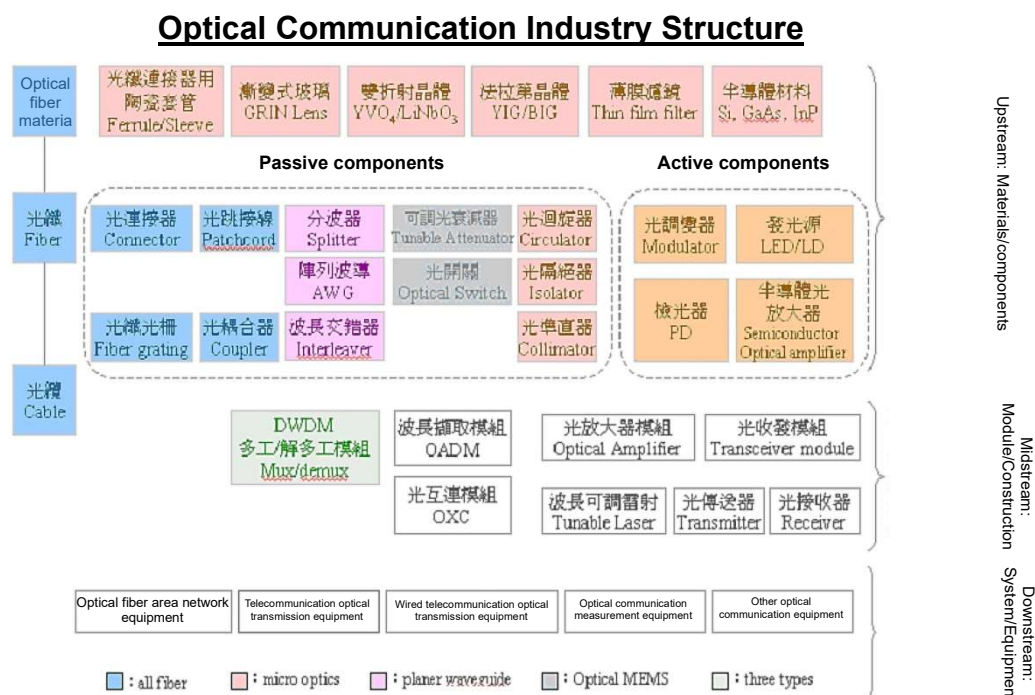 Optical Communication Industry Structure
Optical
fiber
materia
光纖連接器用
陶瓷套管
Ferrule/Sleeve
漸變式玻璃
GRIN Lens
雙折射晶體
YVO₄/LiNbO₃
法拉第晶體
YIG/BIG
薄膜濾鏡
Thin film filter
半導體材料
Si, GaAs, InP
Upstream: Materials/components
Passive components
Active components
光纖
Fiber
光連接器
Connector
光跳接線
Patchcord
分波器
Splitter
可調光衰減器
Tunable Attenuator
光迴旋器
Circulator
光調變器
Modulator
發光源
LED/LD
陣列波導
AWG
光開關
Optical Switch
光隔絕器
Isolator
檢光器
PD
半導體光
放大器
Semiconductor
Optical amplifier
光纖光柵
Fiber grating
光耦合器
Coupler
波長交錯器
Interleaver
光準直器
Collimator
光纜
Cable
DWDM
多工/解多工模組
Mux/demux
波長擷取模組
OADM
光放大器模組
Optical Amplifier
光收發模組
Transceiver module
Midstream:
Module/Construction
光互連模組
OXC
波長可調雷射
Tunable Laser
光傳送器
Transmitter
光接收器
Receiver
Optical fiber area network
equipment
Telecommunication optical
transmission equipment
Wired telecommunication optical
transmission equipment
Optical communication
measurement equipment
Other optical
communication equipment
Downstream:
System/Equipmen
: all fiber
: micro optics
: planer waveguide
: Optical MEMS
: three types